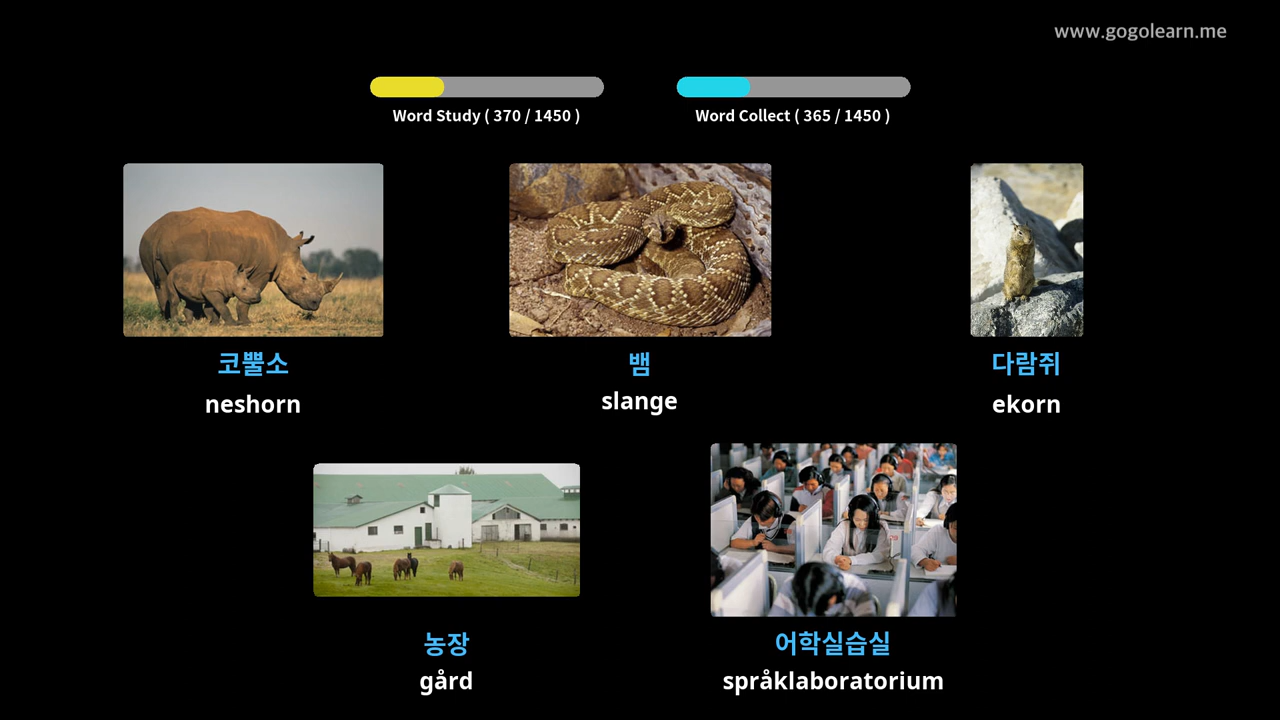 www.gogolearn.me
Word Study ( 370 / 1450 )
Word Collect ( 365 / 1450 )
코뿔소
뱀
다람쥐
neshorn
slange
ekorn
농장
어학실습실
gård
språklaboratorium